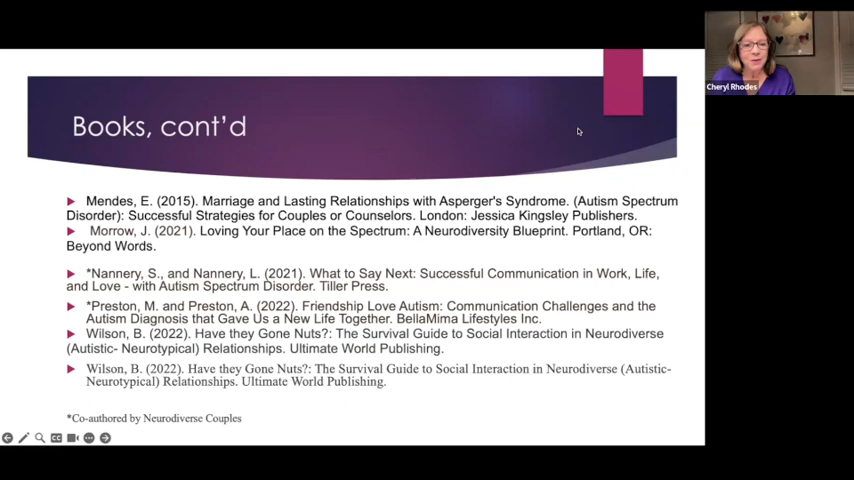 Cheryl Rhodes
Books, cont'd
Mendes, E. (2015). Marriage and Lasting Relationships with Asperger's Syndrome. (Autism Spectrum
Disorder): Successful Strategies for Couples or Counselors. London: Jessica Kingsley Publishers.
Morrow, J. (2021). Loving Your Place on the Spectrum: A Neurodiversity Blueprint. Portland, OR:
Beyond Words.
*Nannery, S., and Nannery, L. (2021). What to Say Next: Successful Communication in Work, Life,
and Love - with Autism Spectrum Disorder. Tiller Press.
*Preston, M. and Preston, A. (2022). Friendship Love Autism: Communication Challenges and the
Autism Diagnosis that Gave Us a New Life Together. BellaMima Lifestyles Inc.
Wilson, B. (2022). Have they Gone Nuts?: The Survival Guide to Social Interaction in Neurodiverse
(Autistic- Neurotypical) Relationships. Ultimate World Publishing.
Wilson, B. (2022). Have they Gone Nuts?: The Survival Guide to Social Interaction in Neurodiverse (Autistic-
Neurotypical) Relationships. Ultimate World Publishing.
*Co-authored by Neurodiverse Couples
CC